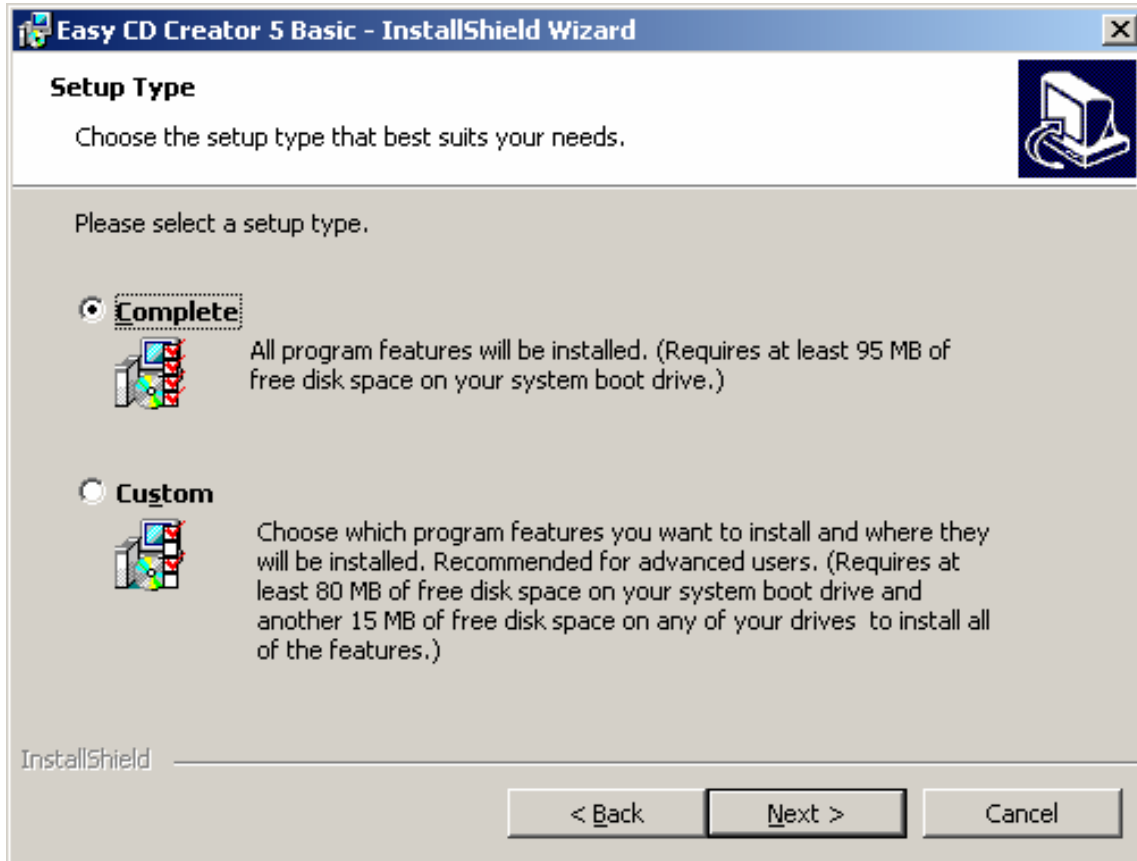 Easy CD Creator 5 Basic - InstallShield Wizard
Setup Type
Choose the setup type that best suits your needs.
Please select a setup type.
Complete
All program features will be installed. (Requires at least 95 MB of
free disk space on your system boot drive.)
Custom
Choose which program features you want to install and where they
will be installed. Recommended for advanced users. (Requires at
least 80 MB of free disk space on your system boot drive and
another 15 MB of free disk space on any of your drives  to install all
of the features.)
InstallShield
< Back
Next >
Cancel